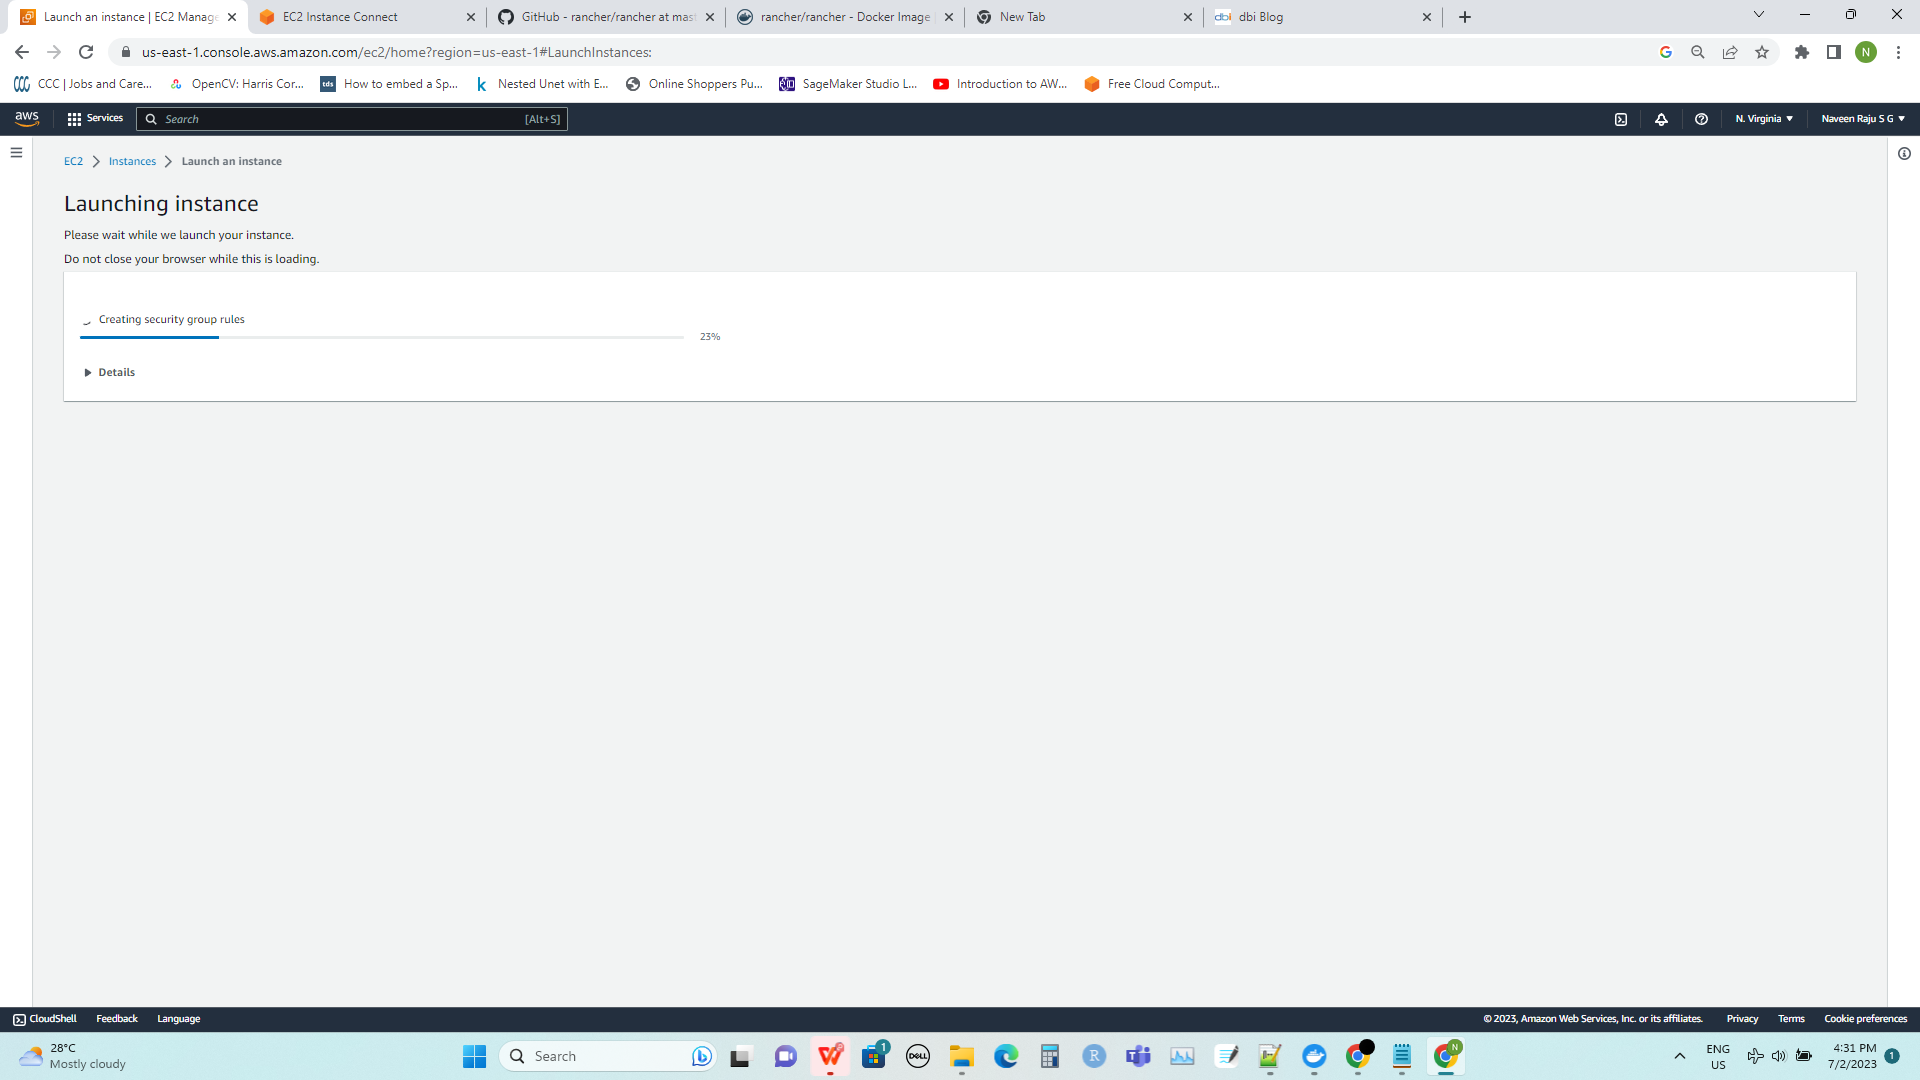 Launch an instance | EC2 Manage
EC2 Instance Connect
GitHub - rancher/rancher at mast
rancher/rancher - Docker Image
New Tab
dbi dbi Blog
us-east-1.console.aws.amazon.com/ec2/home?region=us-east-1#LaunchInstances:
N
CCC | Jobs and Care...
OpenCV: Harris Cor...
tds How to embed a Sp...
k Nested Unet with E...
Online Shoppers Pu...
SageMaker Studio L...
Introduction to AW...
Free Cloud Comput...
aws
Services
Search
[Alt+S]
N. Virginia
Naveen Raju S G
EC2
Instances
Launch an instance
Launching instance
Please wait while we launch your instance.
Do not close your browser while this is loading.
Creating security group rules
23%
Details
CloudShell
Feedback
Language
© 2023, Amazon Web Services, Inc. or its affiliates.
Privacy
Terms
Cookie preferences
28°C
Mostly cloudy
Search
1
DELL
R
N
ENG
US
4:31 PM
7/2/2023
1